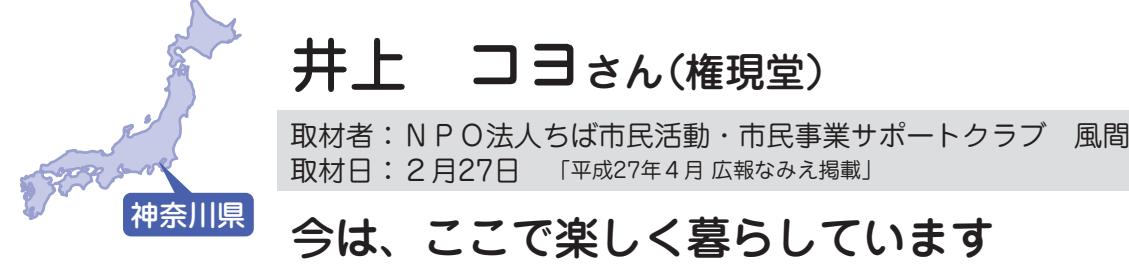 井上　コヨさん（権現堂）
取材者：ＮＰＯ法人ちば市民活動・市民事業サポートクラブ　風間
取材日：２月27日　「平成27年４月 広報なみえ掲載」
神奈川県
今は、ここで楽しく暮らしています